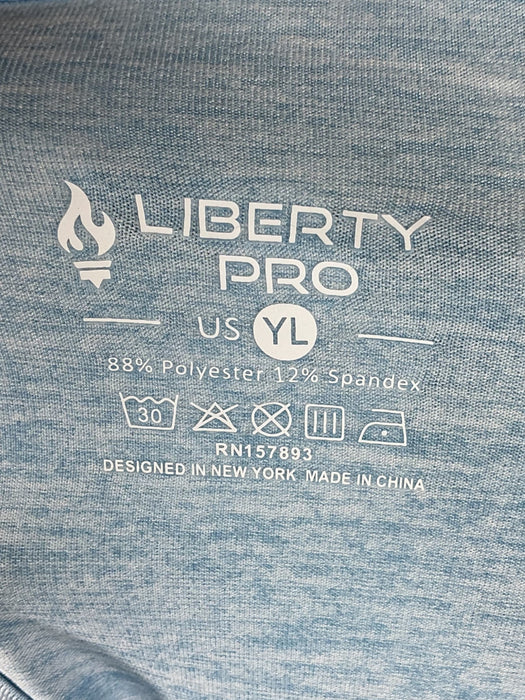 LIBERTY
PRO
US YL
88% Polyester 12% Spandex
30
RN157893
DESIGNED IN NEW YORK MADE IN CHINA